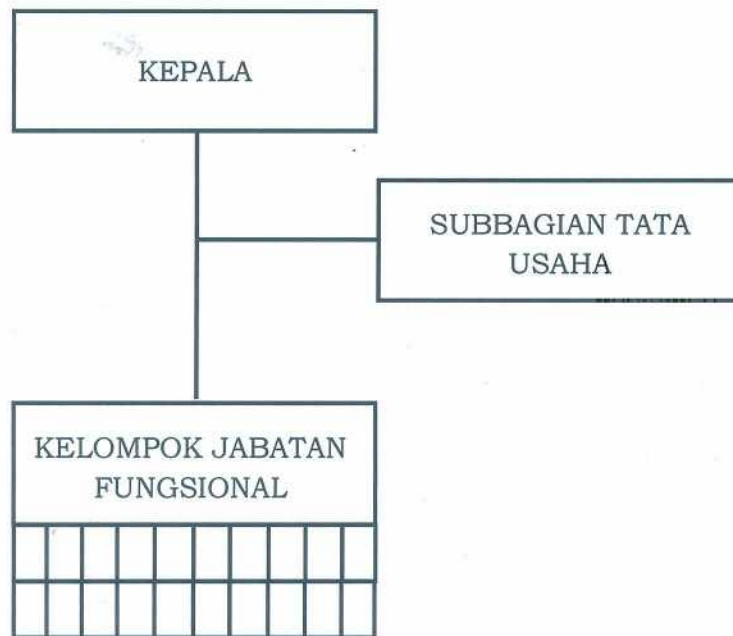 KEPALA
SUBBAGIAN TATA
USAHA
KELOMPOK JABATAN
FUNGSIONAL